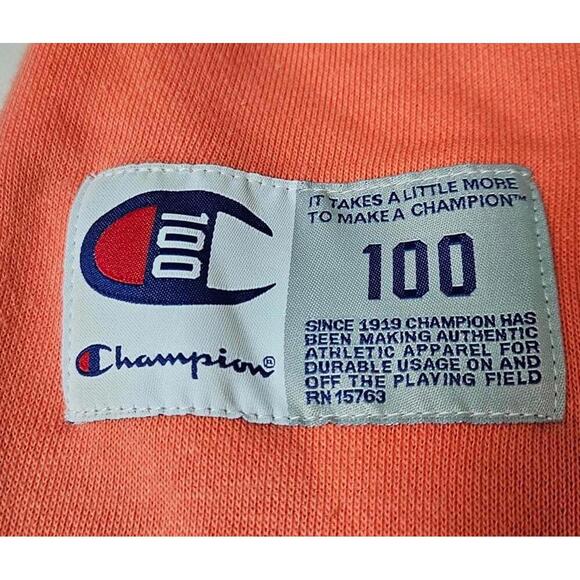 100
Champion®
IT TAKES A LITTLE MORE
TO MAKE A CHAMPION™
100
SINCE 1919 CHAMPION HAS
BEEN MAKING AUTHENTIC
ATHLETIC APPAREL FOR
DURABLE USAGE ON AND
OFF THE PLAYING FIELD
RN 15763